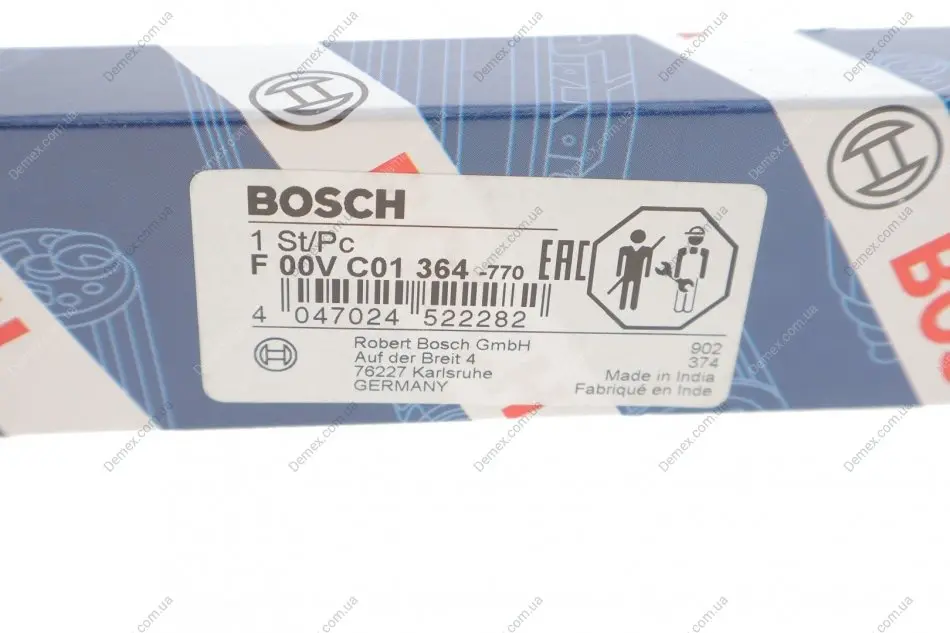 BOSCH
1 St/Pc
F 00V C01 364 -770
EAC
4 047024 522282
Robert Bosch GmbH
Auf der Breit 4
76227 Karlsruhe
GERMANY
902
374
Made in India
Fabriqué en Inde
BOS
Demex.com.ua